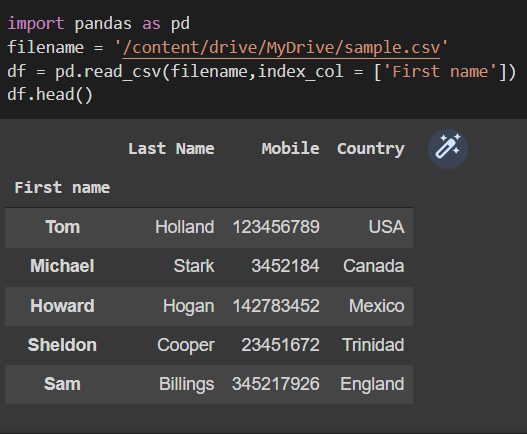 import pandas as pd
filename = '/content/drive/MyDrive/sample.csv'
df = pd.read_csv(filename,index_col = ['First name'])
df.head()
Last Name Mobile Country
First name
Tom Holland 123456789 USA
Michael Stark 3452184 Canada
Howard Hogan 142783452 Mexico
Sheldon Cooper 23451672 Trinidad
Sam Billings 345217926 England